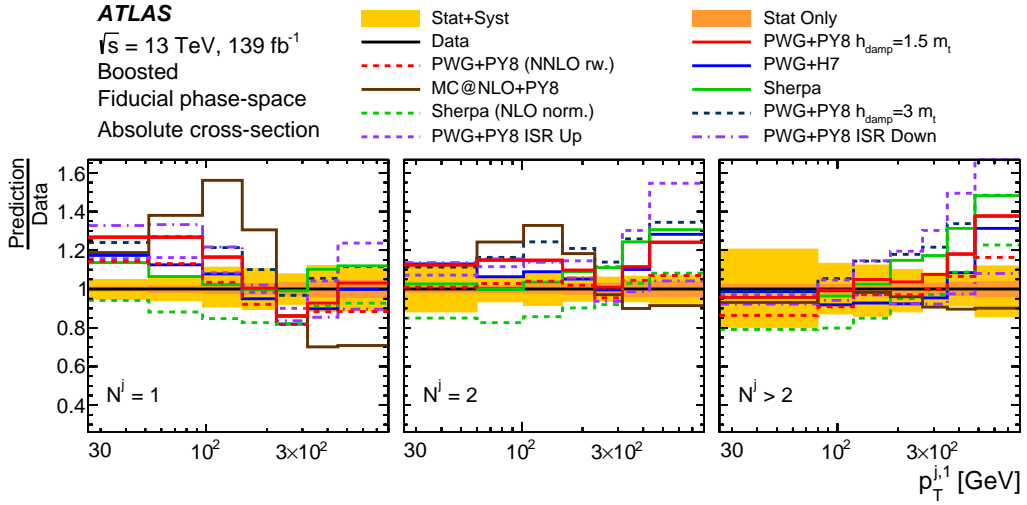 ATLAS
√s = 13 TeV, 139 fb⁻¹
Boosted
Fiducial phase-space
Absolute cross-section
Stat+Syst
Data
PWG+PY8 (NNLO rw.)
MC@NLO+PY8
Sherpa (NLO norm.)
PWG+PY8 ISR Up
Stat Only
PWG+PY8 h_damp=1.5 m_t
PWG+H7
Sherpa
PWG+PY8 h_damp=3 m_t
PWG+PY8 ISR Down
Prediction
Data
1.6
1.4
1.2
1
0.8
0.6
0.4
N^j = 1
N^j = 2
N^j > 2
30 10² 3×10² 30 10² 3×10² 30 10² 3×10²
p_T^{j,1} [GeV]